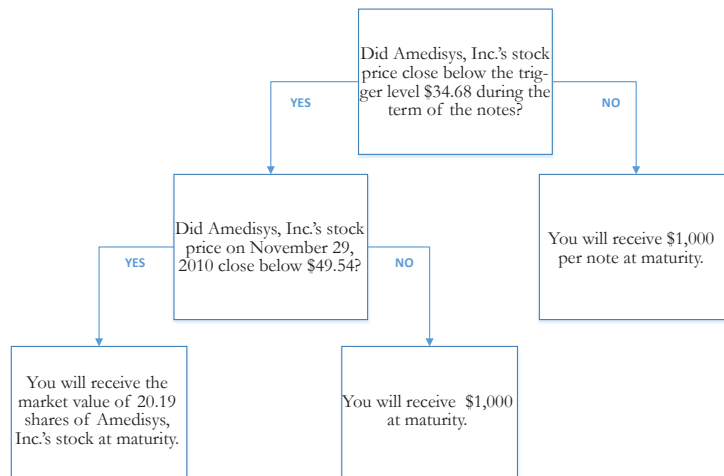 Did Amedisys, Inc.'s stock
price close below the trig-
ger level $34.68 during the
term of the notes?
YES
NO
Did Amedisys, Inc.'s stock
price on November 29,
2010 close below $49.54?
You will receive $1,000
per note at maturity.
YES
NO
You will receive the
market value of 20.19
shares of Amedisys,
Inc.'s stock at maturity.
You will receive $1,000
at maturity.